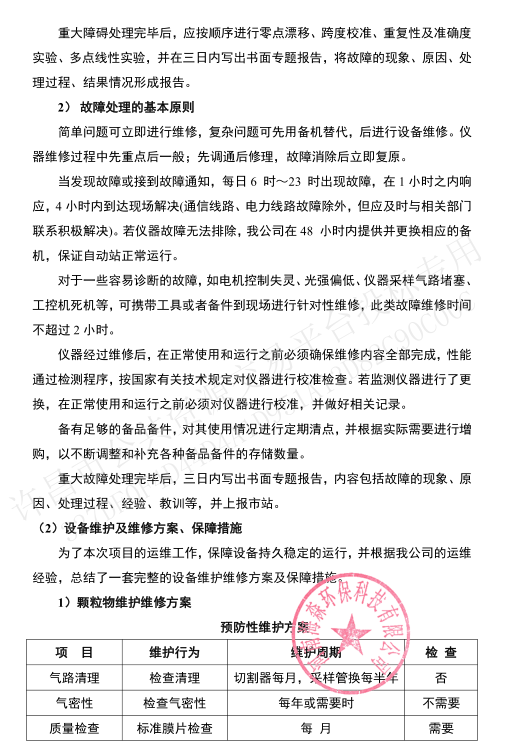 重大障碍处理完毕后，应按顺序进行零点漂移、跨度校准、重复性及准确度
实验、多点线性实验，并在三日内写出书面专题报告，将故障的现象、原因、处
理过程、结果情况形成报告。
2） 故障处理的基本原则
简单问题可立即进行维修，复杂问题可先用备机替代，后进行设备维修。仪
器维修过程中先重点后一般；先调通后修理，故障消除后立即复原。
当发现故障或接到故障通知，每日6 时～23 时出现故障，在1小时之内响
应，4小时内到达现场解决(通信线路、电力线路故障除外，但应及时与相关部门
联系积极解决)。若仪器故障无法排除，我公司在48 小时内提供并更换相应的备
机，保证自动站正常运行。
对于一些容易诊断的故障，如电机控制失灵、光强偏低、仪器采样气路堵塞、
工控机死机等，可携带工具或者备件到现场进行针对性维修，此类故障维修时间
不超过2小时。
仪器经过维修后，在正常使用和运行之前必须确保维修内容全部完成，性能
通过检测程序，按国家有关技术规定对仪器进行校准检查。若监测仪器进行了更
换，在正常使用和运行之前必须对仪器进行校准，并做好相关记录。
备有足够的备品备件，对其使用情况进行定期清点，并根据实际需要进行增
购，以不断调整和补充各种备品备件的存储数量。
重大故障处理完毕后，三日内写出书面专题报告，内容包括故障的现象、原
因、处理过程、经验、教训等，并上报市站。
（2）设备维护及维修方案、保障措施
为了本次项目的运维工作，保障设备持久稳定的运行，并根据我公司的运维
经验，总结了一套完整的设备维护维修方案及保障措施。
1）颗粒物维护维修方案
预防性维护方案
项 目 维护行为 维护周期 检 查
气路清理 检查清理 切割器每月，采样管换每半年 否
气密性 检查气密性 每年或需要时 不需要
质量检查 标准膜片检查 每 月 需要